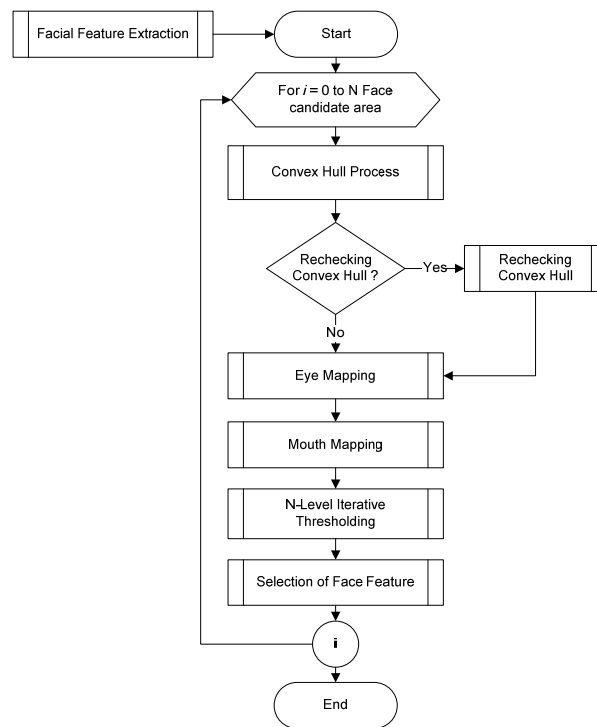 Facial Feature Extraction
Start
For i = 0 to N Face
candidate area
Convex Hull Process
Rechecking
Convex Hull ?
Yes
Rechecking
Convex Hull
No
Eye Mapping
Mouth Mapping
N-Level Iterative
Thresholding
Selection of Face Feature
i
End